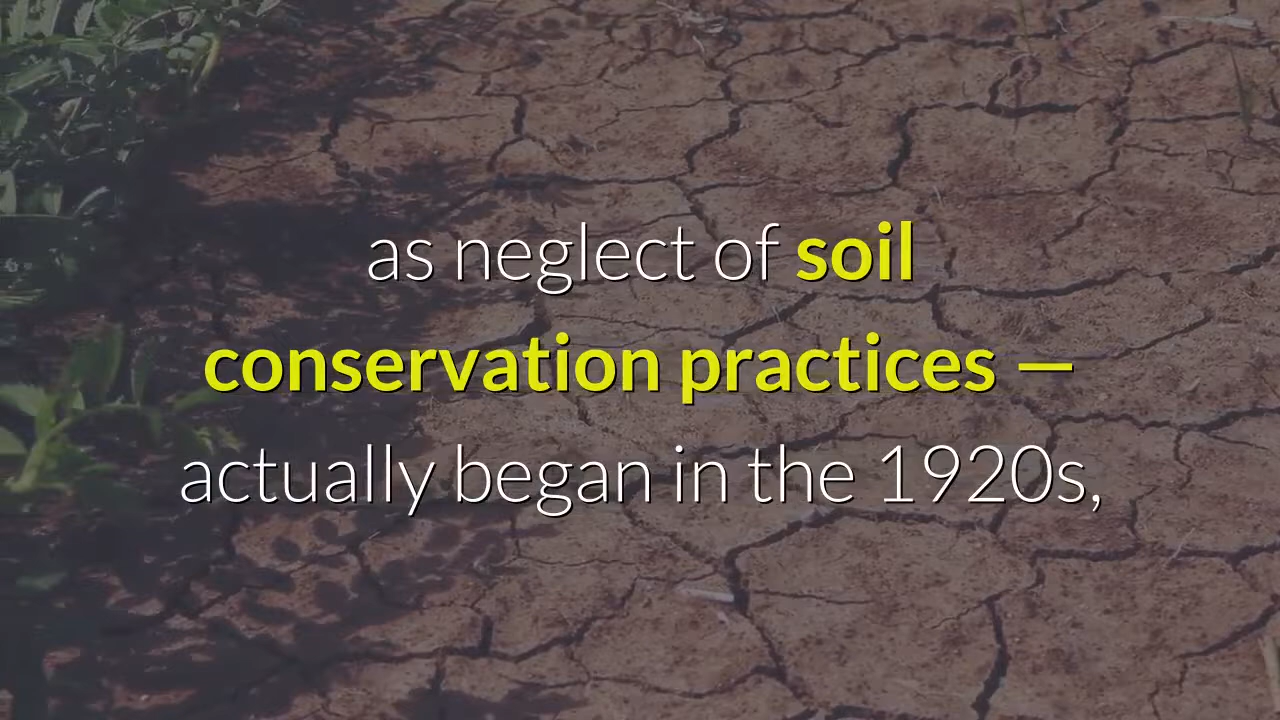 as neglect of soil
conservation practices —
actually began in the 1920s,